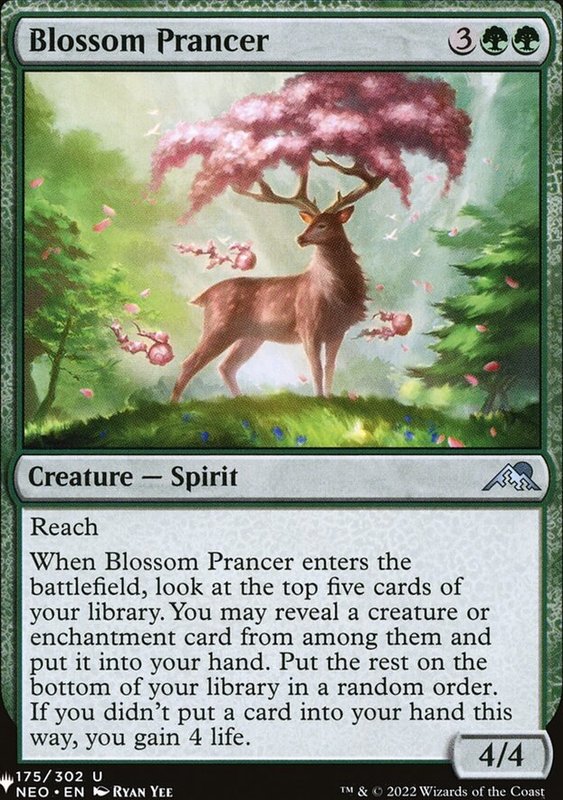 Blossom Prancer 3
Creature — Spirit
Reach
When Blossom Prancer enters the
battlefield, look at the top five cards of
your library. You may reveal a creature or
enchantment card from among them and
put it into your hand. Put the rest on the
bottom of your library in a random order.
If you didn't put a card into your hand this
way, you gain 4 life.
4/4
175/302 U
NEO • EN Ryan Yee
™ & © 2022 Wizards of the Coast